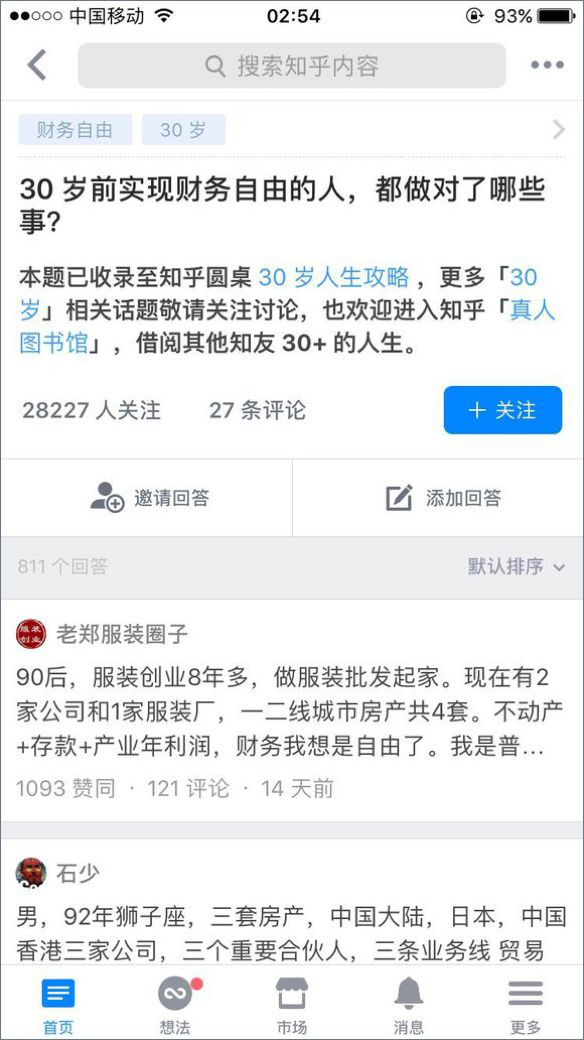 中国移动 02:54 93%
搜索知乎内容
财务自由 30 岁
30 岁前实现财务自由的人，都做对了哪些
事？
本题已收录至知乎圆桌 30 岁人生攻略 ，更多「30
岁」相关话题敬请关注讨论，也欢迎进入知乎「真人
图书馆」，借阅其他知友 30+ 的人生。
28227 人关注 27 条评论 + 关注
邀请回答 添加回答
811 个回答 默认排序
服装
创业
老郑服装圈子
90后，服装创业8年多，做服装批发起家。现在有2
家公司和1家服装厂，一二线城市房产共4套。不动产
+存款+产业年利润，财务我想是自由了。我是普...
1093 赞同 · 121 评论 · 14 天前
石少
男，92年狮子座，三套房产，中国大陆，日本，中国
香港三家公司，三个重要合伙人，三条业务线 贸易
首页 想法 市场 消息 更多